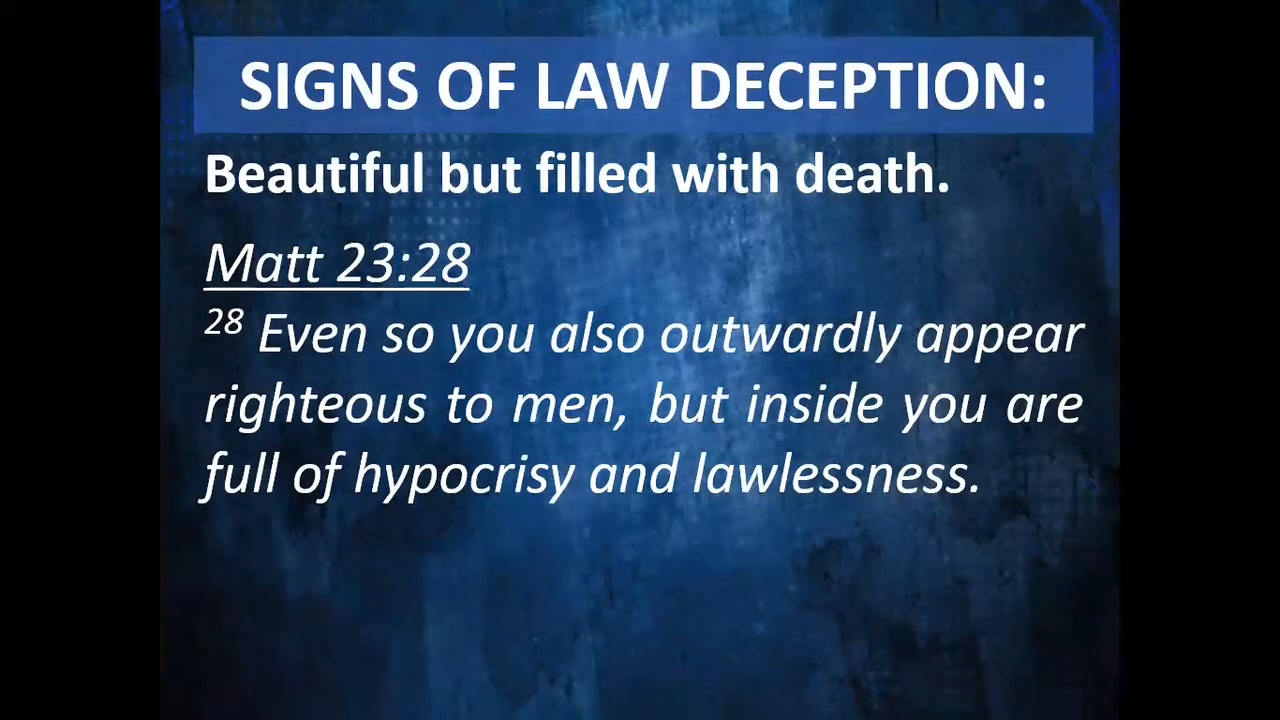 SIGNS OF LAW DECEPTION:
Beautiful but filled with death.
Matt 23:28
28 Even so you also outwardly appear
righteous to men, but inside you are
full of hypocrisy and lawlessness.